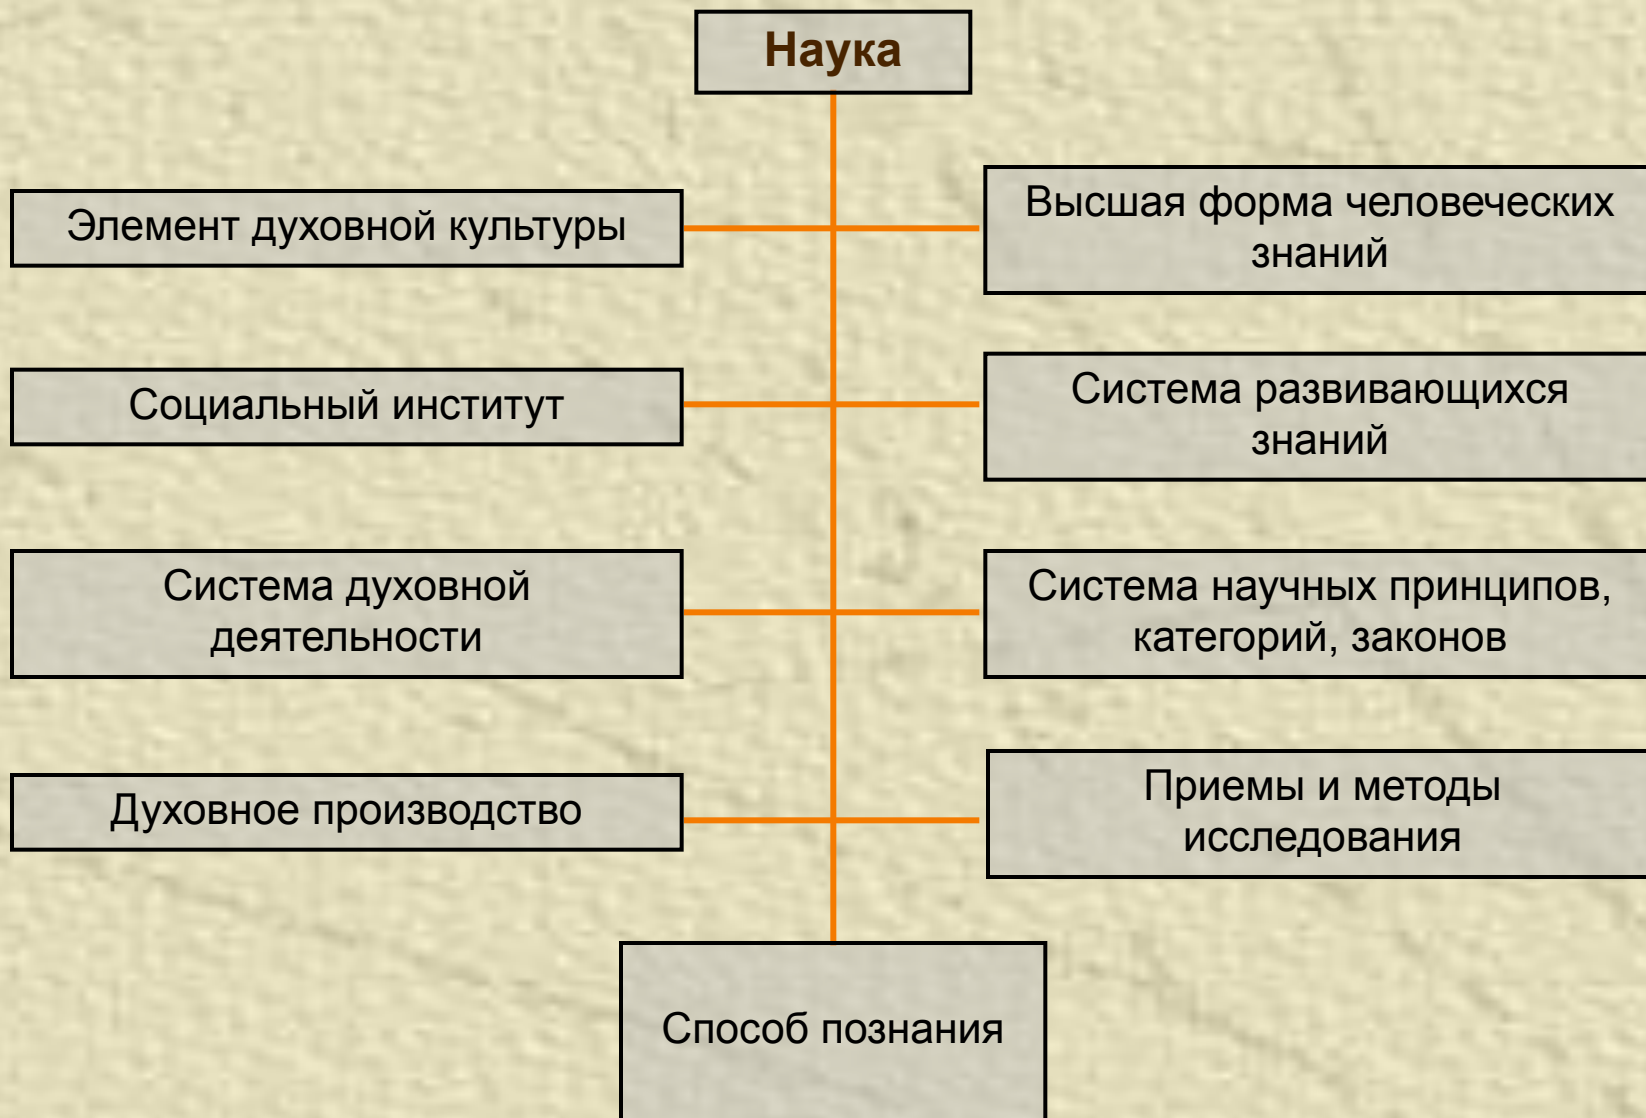 Наука
Элемент духовной культуры
Высшая форма человеческих
знаний
Социальный институт
Система развивающихся
знаний
Система духовной
деятельности
Система научных принципов,
категорий, законов
Духовное производство
Приемы и методы
исследования
Способ познания